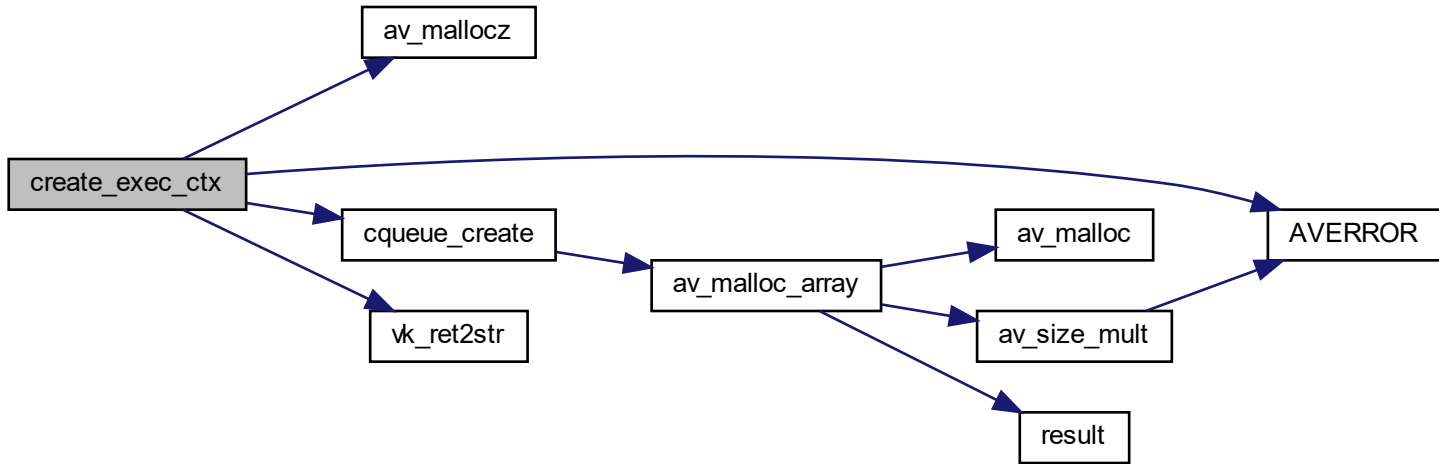 av_mallocz
create_exec_ctx
cqueue_create
av_malloc
AVERROR
av_malloc_array
vk_ret2str
av_size_mult
result